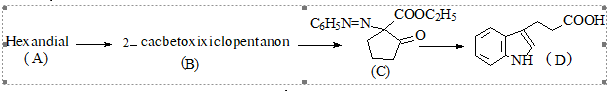 C6H5N=N COOC2H5 COOH
Hexandial 2- cacbetoxixiclopentanon O NH (D)
(A) (B) (C)